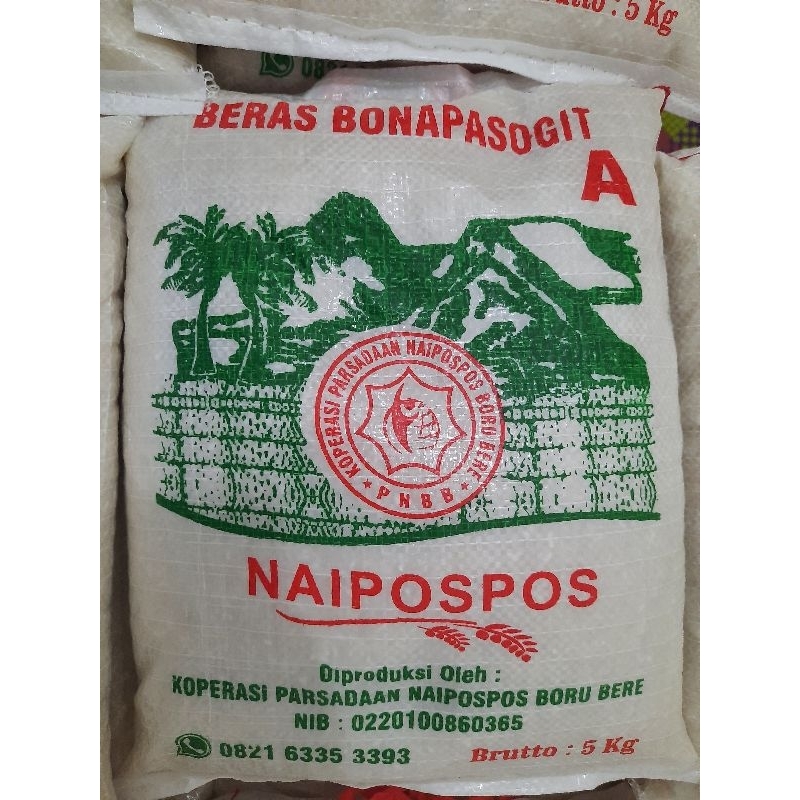 Brutto : 5 Kg
BERAS BONAPASOGIT
A
KOPERASI PARSADAAN NAIPOSPOS BORU BERE
★ PNBB ★
NAIPOSPOS
Diproduksi Oleh :
KOPERASI PARSADAAN NAIPOSPOS BORU BERE
NIB : 0220100860365
0821 6335 3393
Brutto : 5 Kg